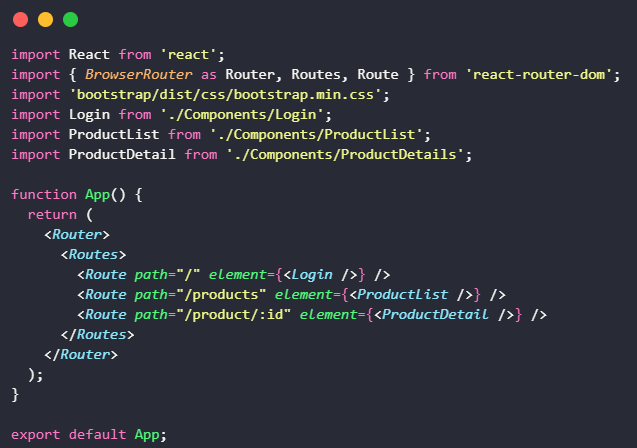 import React from 'react';
import { BrowserRouter as Router, Routes, Route } from 'react-router-dom';
import 'bootstrap/dist/css/bootstrap.min.css';
import Login from './Components/Login';
import ProductList from './Components/ProductList';
import ProductDetail from './Components/ProductDetails';

function App() {
  return (
    <Router>
      <Routes>
        <Route path="/" element={<Login />} />
        <Route path="/products" element={<ProductList />} />
        <Route path="/product/:id" element={<ProductDetail />} />
      </Routes>
    </Router>
  );
}

export default App;